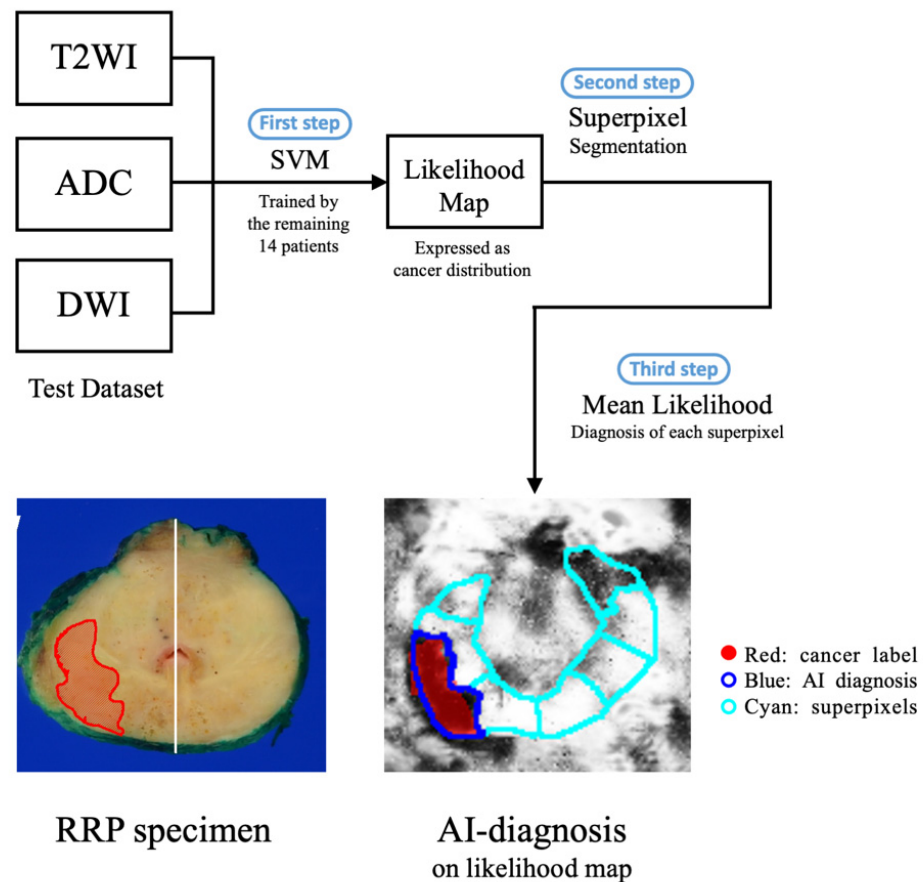 T2WI
ADC
DWI
Test Dataset
First step
SVM
Trained by
the remaining
14 patients
Likelihood
Map
Expressed as
cancer distribution
Second step
Superpixel
Segmentation
Third step
Mean Likelihood
Diagnosis of each superpixel
Red: cancer label
Blue: AI diagnosis
Cyan: superpixels
RRP specimen
AI-diagnosis
on likelihood map